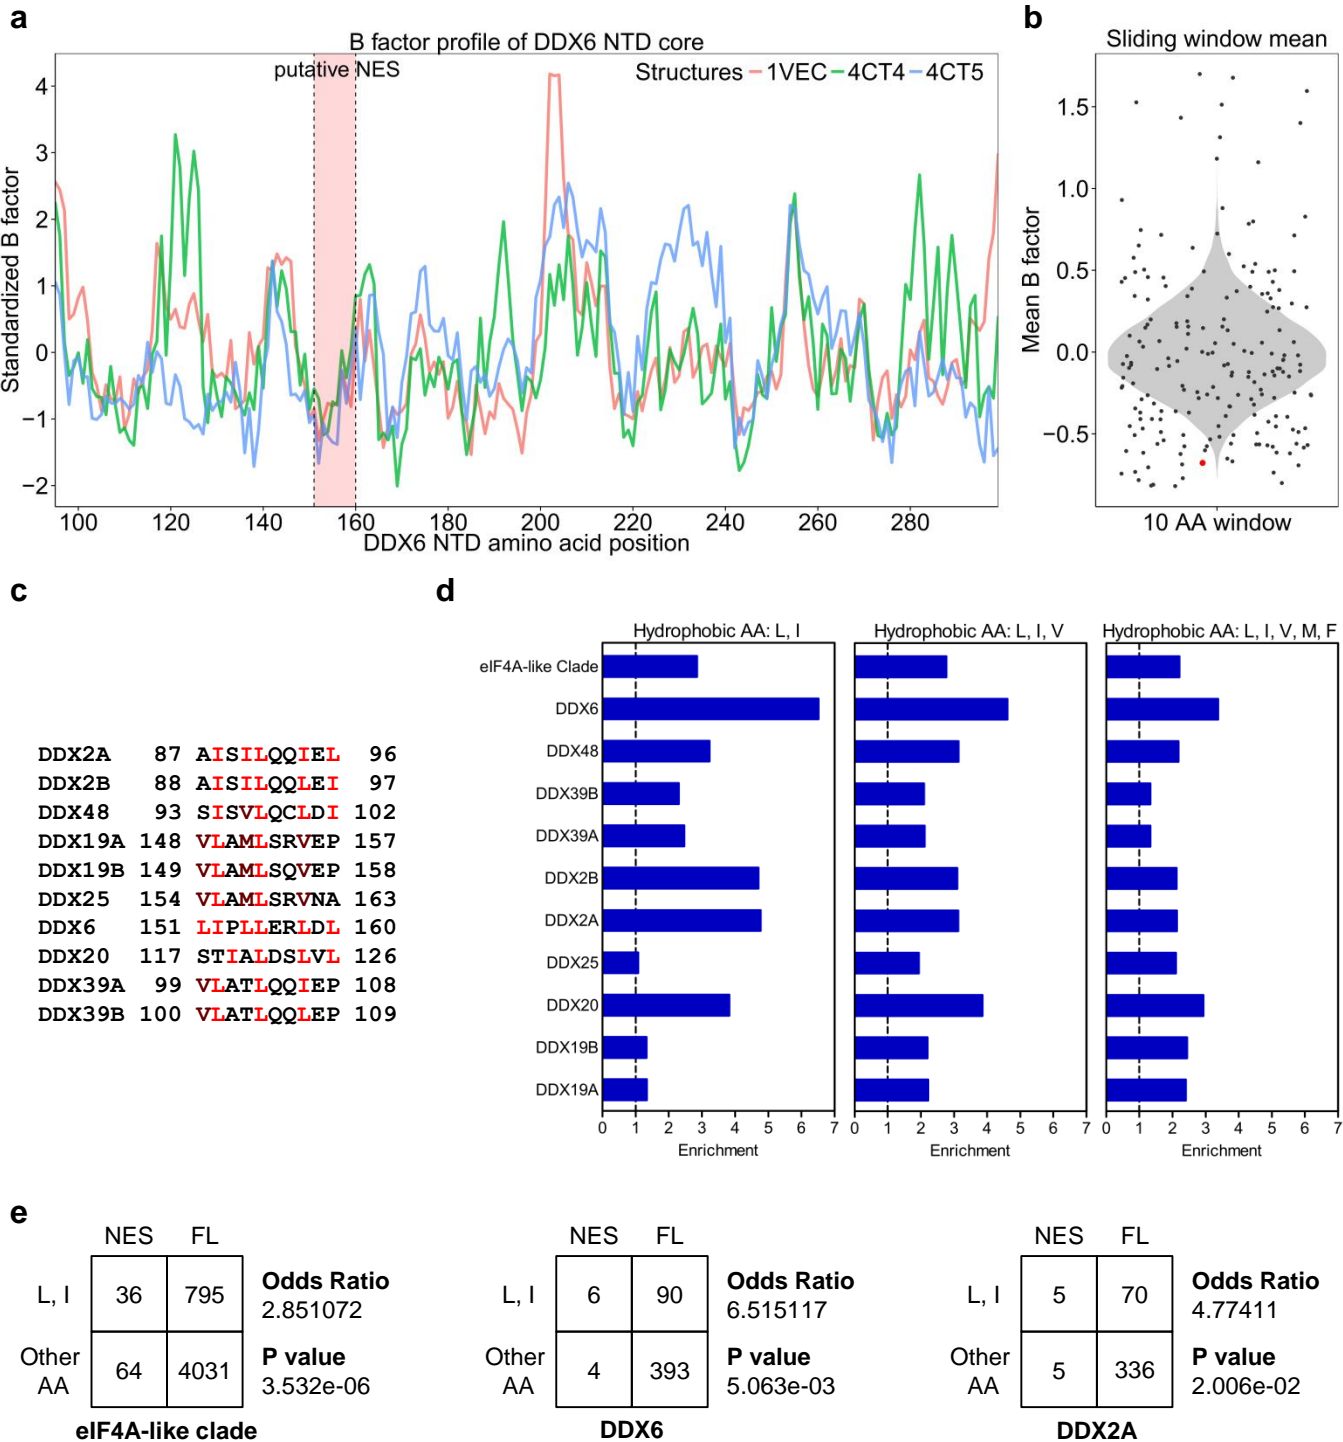 a
B factor profile of DDX6 NTD core
putative NES
Structures 1VEC 4CT4 4CT5
Standardized B factor
4
3
2
1
0
−1
−2
100 120 140 160 180 200 220 240 260 280
DDX6 NTD amino acid position
b
Sliding window mean
Mean B factor
1.5
1.0
0.5
0.0
−0.5
10 AA window
c
DDX2A 87 AISILQQIEL 96
DDX2B 88 AISILQQLEI 97
DDX48 93 SISVLQCLDI 102
DDX19A 148 VLAMLSRVEP 157
DDX19B 149 VLAMLSQVEP 158
DDX25 154 VLAMLSRVNA 163
DDX6 151 LIPLLERLDL 160
DDX20 117 STIALDSLVL 126
DDX39A 99 VLATLQQIEP 108
DDX39B 100 VLATLQQLEP 109
d
Hydrophobic AA: L, I
Hydrophobic AA: L, I, V
Hydrophobic AA: L, I, V, M, F
eIF4A-like Clade
DDX6
DDX48
DDX39B
DDX39A
DDX2B
DDX2A
DDX25
DDX20
DDX19B
DDX19A
0 1 2 3 4 5 6 7
Enrichment
0 1 2 3 4 5 6 7
Enrichment
0 1 2 3 4 5 6 7
Enrichment
e
NES FL
L, I 36 795
Other AA 64 4031
Odds Ratio
2.851072
P value
3.532e-06
eIF4A-like clade
NES FL
L, I 6 90
Other AA 4 393
Odds Ratio
6.515117
P value
5.063e-03
DDX6
NES FL
L, I 5 70
Other AA 5 336
Odds Ratio
4.77411
P value
2.006e-02
DDX2A